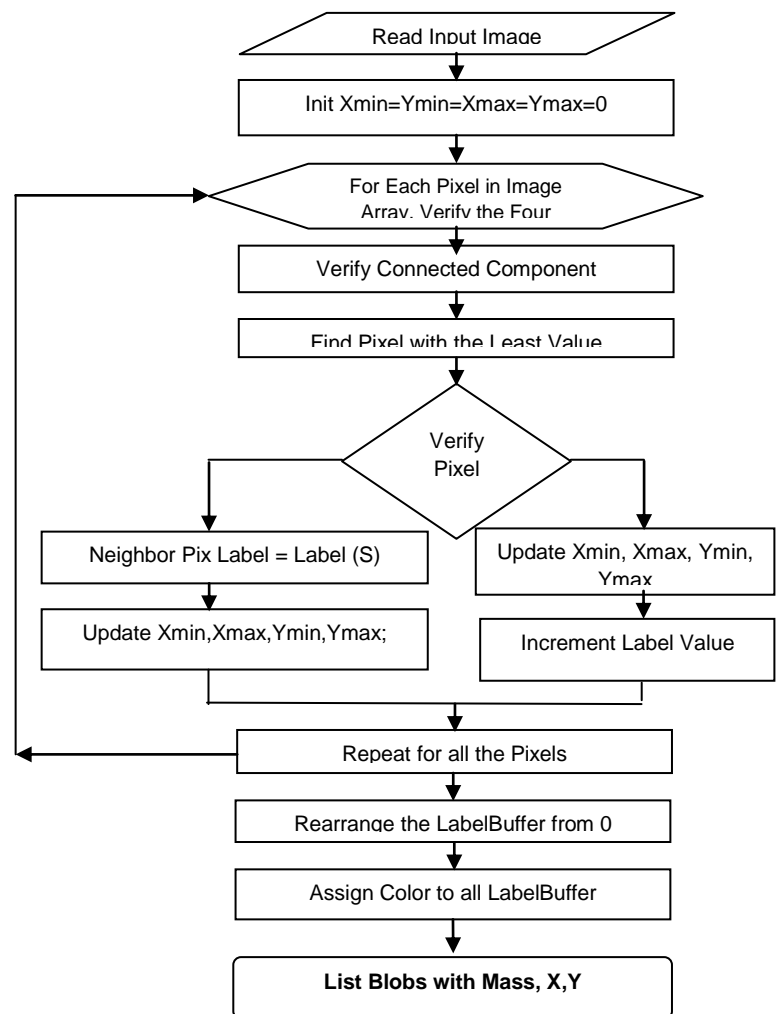 Read Input Image
Init Xmin=Ymin=Xmax=Ymax=0
For Each Pixel in Image
Array, Verify the Four
Verify Connected Component
Find Pixel with the Least Value
Verify
Pixel
Neighbor Pix Label = Label (S)
Update Xmin,Xmax,Ymin,Ymax;
Update Xmin, Xmax, Ymin,
Ymax
Increment Label Value
Repeat for all the Pixels
Rearrange the LabelBuffer from 0
Assign Color to all LabelBuffer
List Blobs with Mass, X,Y